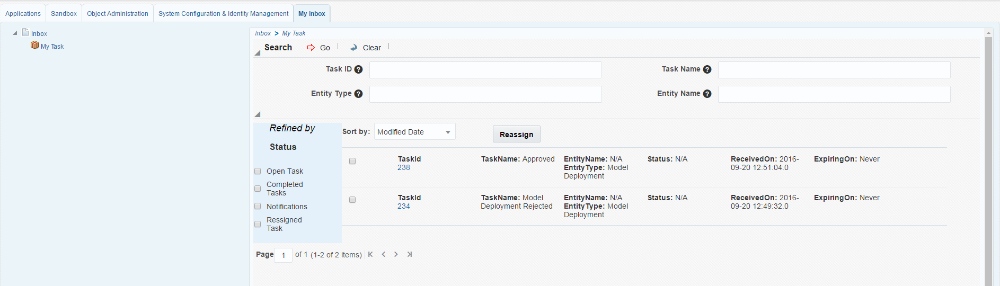 Applications Sandbox Object Administration System Configuration & Identity Management My Inbox
Inbox
My Task
Inbox > My Task
Search Go Clear
Task ID Task Name
Entity Type Entity Name
Refined by
Status
Open Task
Completed
Tasks
Notifications
Ressigned
Task
Sort by: Modified Date Reassign
TaskId TaskName: Approved EntityName: N/A Status: N/A ReceivedOn: 2016- ExpiringOn: Never
238 EntityType: Model 09-20 12:51:04.0
Deployment
TaskId TaskName: Model EntityName: N/A Status: N/A ReceivedOn: 2016- ExpiringOn: Never
234 Deployment Rejected EntityType: Model 09-20 12:49:32.0
Deployment
Page 1 of 1 (1-2 of 2 items)